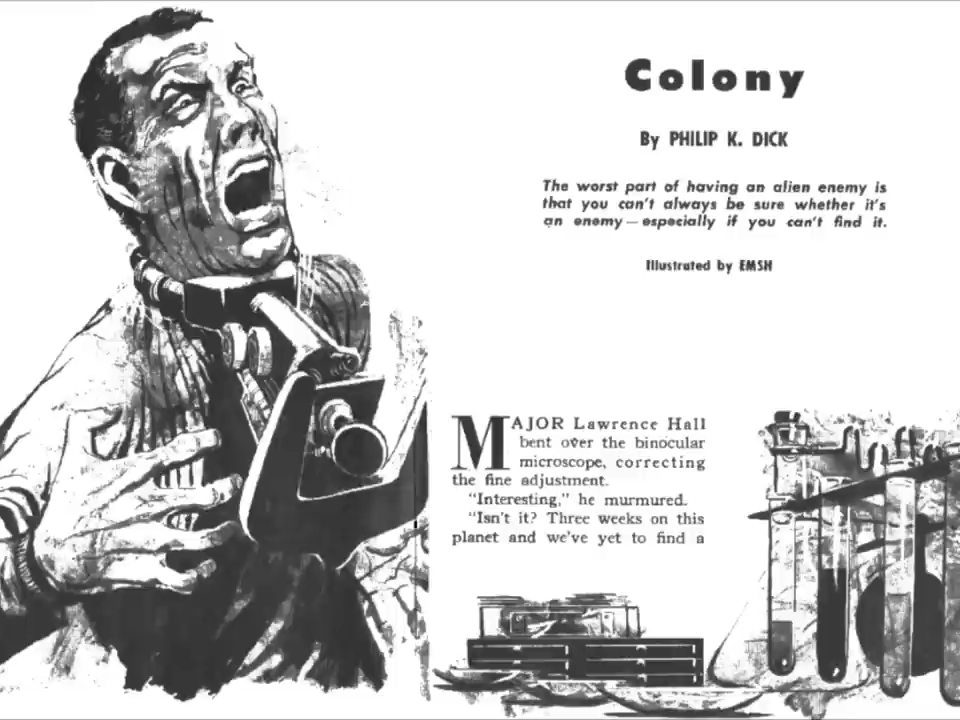 Colony
By PHILIP K. DICK
The worst part of having an alien enemy is
that you can't always be sure whether it's
an enemy—especially if you can't find it.
Illustrated by EMSH
MAJOR Lawrence Hall
bent over the binocular
microscope, correcting
the fine adjustment.
"Interesting," he murmured.
"Isn't it? Three weeks on this
planet and we've yet to find a